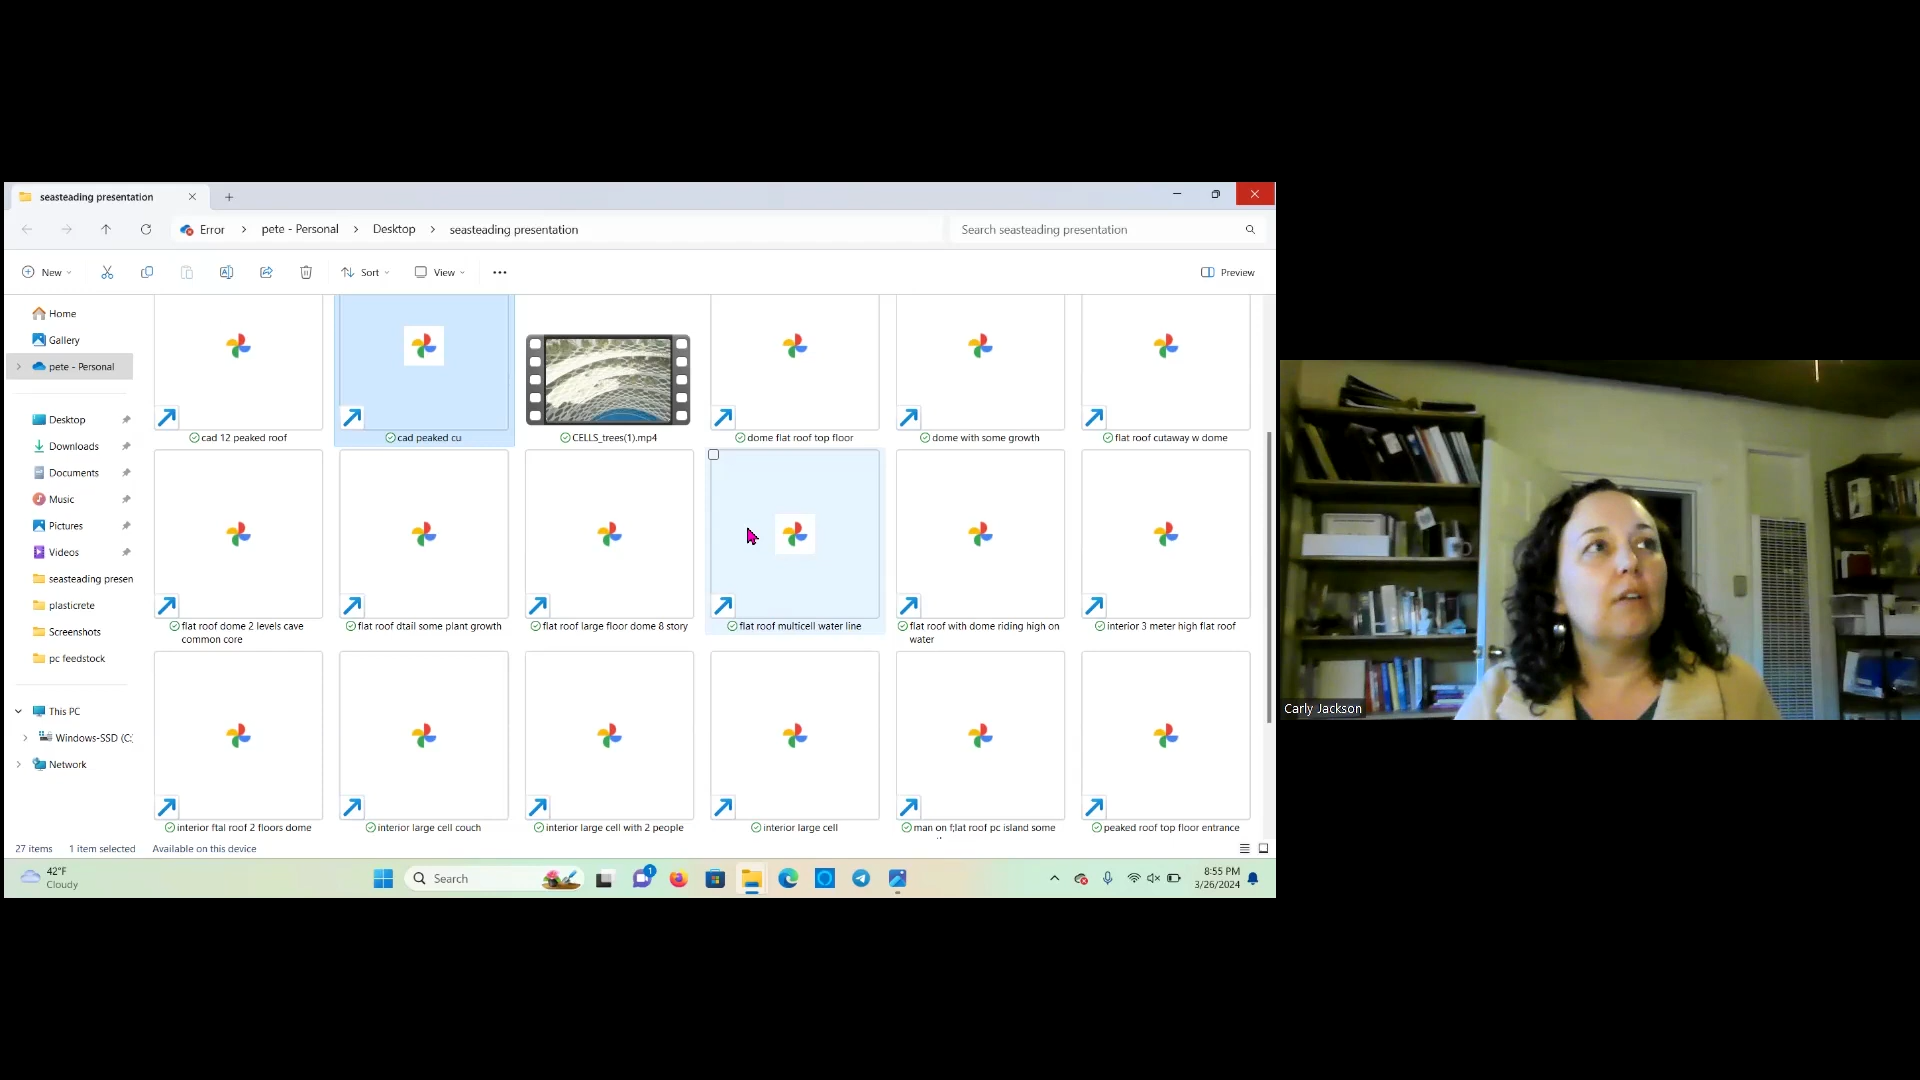 seasteading presentation
Error > pete - Personal > Desktop > seasteading presentation
Search seasteading presentation
New
Sort
View
Preview
Home
Gallery
pete - Personal
Desktop
Downloads
Documents
Music
Pictures
Videos
seasteading presen
plasticrete
Screenshots
pc feedstock
This PC
Windows-SSD (C:
Network
cad 12 peaked roof
cad peaked cu
CELLS_trees(1).mp4
dome flat roof top floor
dome with some growth
flat roof cutaway w dome
flat roof dome 2 levels cave
common core
flat roof dtail some plant growth
flat roof large floor dome 8 story
flat roof multicell water line
flat roof with dome riding high on
water
interior 3 meter high flat roof
interior ftal roof 2 floors dome
interior large cell couch
interior large cell with 2 people
interior large cell
man on f;lat roof pc island some
peaked roof top floor entrance
27 items
1 item selected
Available on this device
42°F
Cloudy
Search
1
8:55 PM
3/26/2024
Carly Jackson